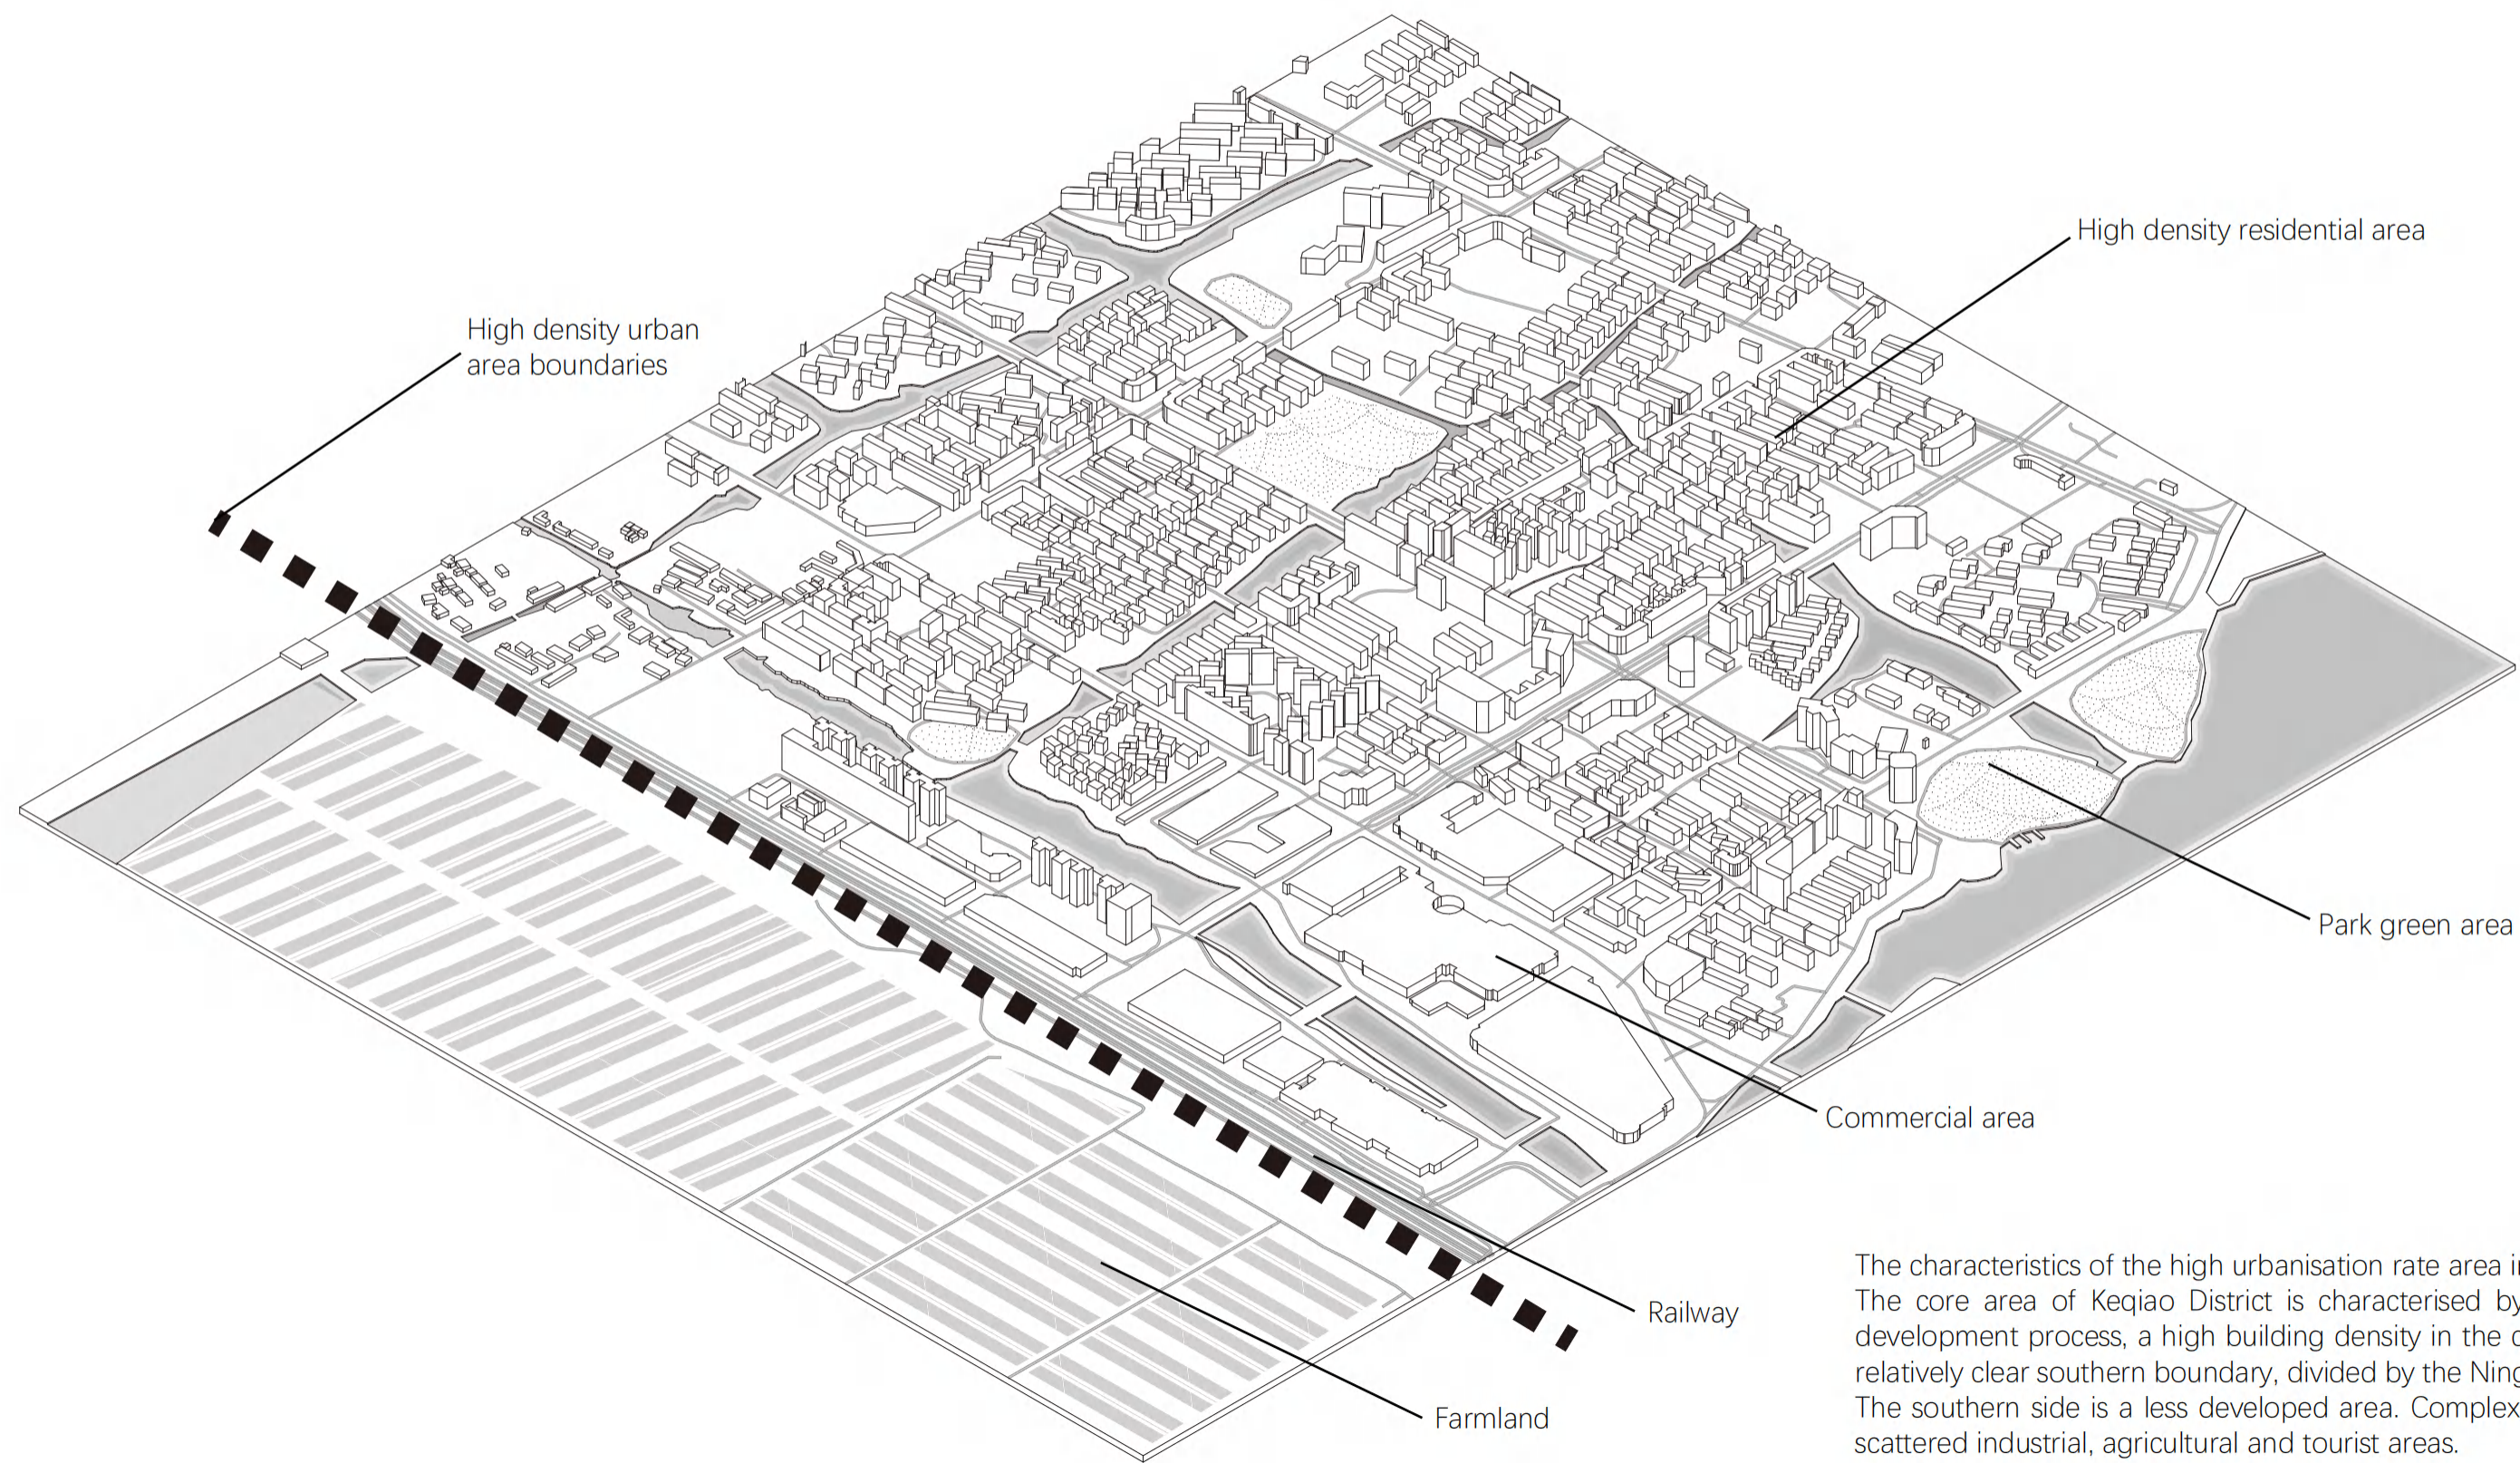 High density residential area
High density urban
area boundaries
Park green area
Commercial area
Railway
Farmland
The characteristics of the high urbanisation rate area
The core area of Keqiao District is characterised by
development process, a high building density in the
relatively clear southern boundary, divided by the
The southern side is a less developed area. Complex
scattered industrial, agricultural and tourist areas.